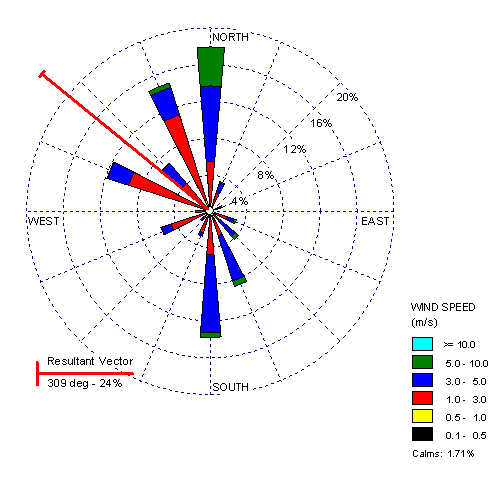 NORTH
20%
16%
12%
8%
4%
WEST
EAST
SOUTH
Resultant Vector
309 deg - 24%
WIND SPEED
(m/s)
>= 10.0
5.0 - 10.0
3.0 - 5.0
1.0 - 3.0
0.5 - 1.0
0.1 - 0.5
Calms: 1.71%